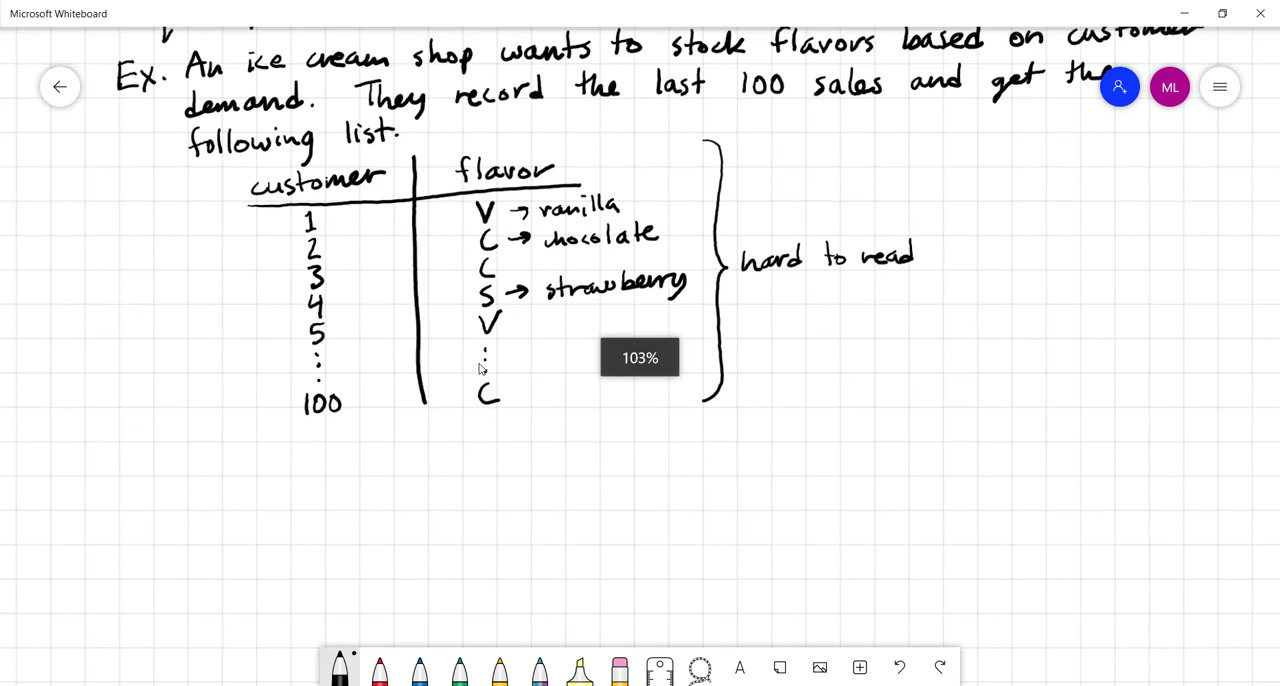 Microsoft Whiteboard
Ex. An ice cream shop wants to stock flavors based on customer
demand. They record the last 100 sales and get the
following list.
ML
customer | flavor
1 V → vanilla
2 C → chocolate
3 C
4 S → strawberry
5 V
⋮ ⋮
100 C
hard to read
103%
A